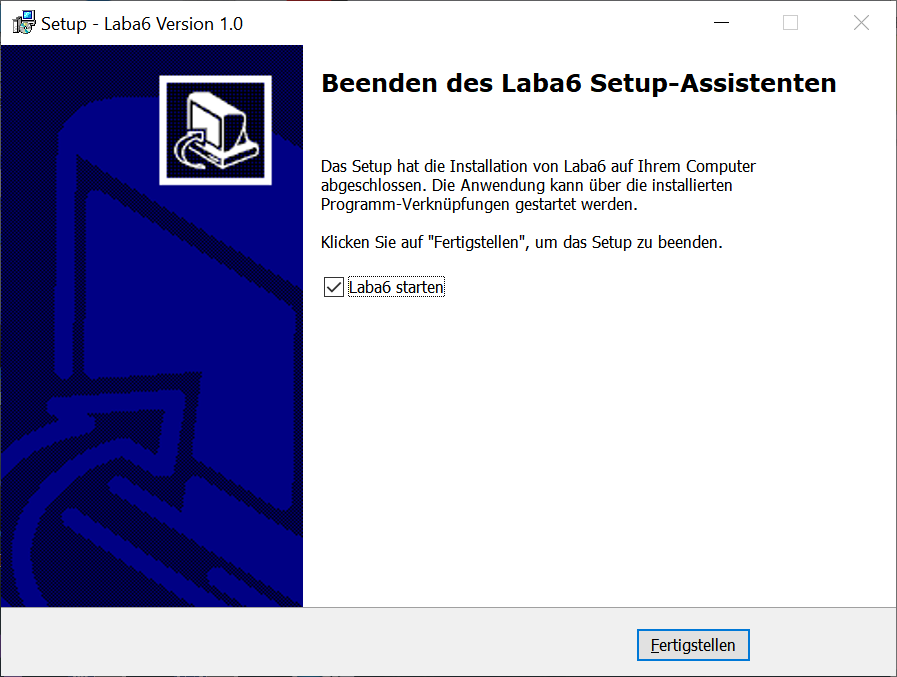 Setup - Laba6 Version 1.0
Beenden des Laba6 Setup-Assistenten
Das Setup hat die Installation von Laba6 auf Ihrem Computer
abgeschlossen. Die Anwendung kann über die installierten
Programm-Verknüpfungen gestartet werden.
Klicken Sie auf "Fertigstellen", um das Setup zu beenden.
Laba6 starten
Fertigstellen